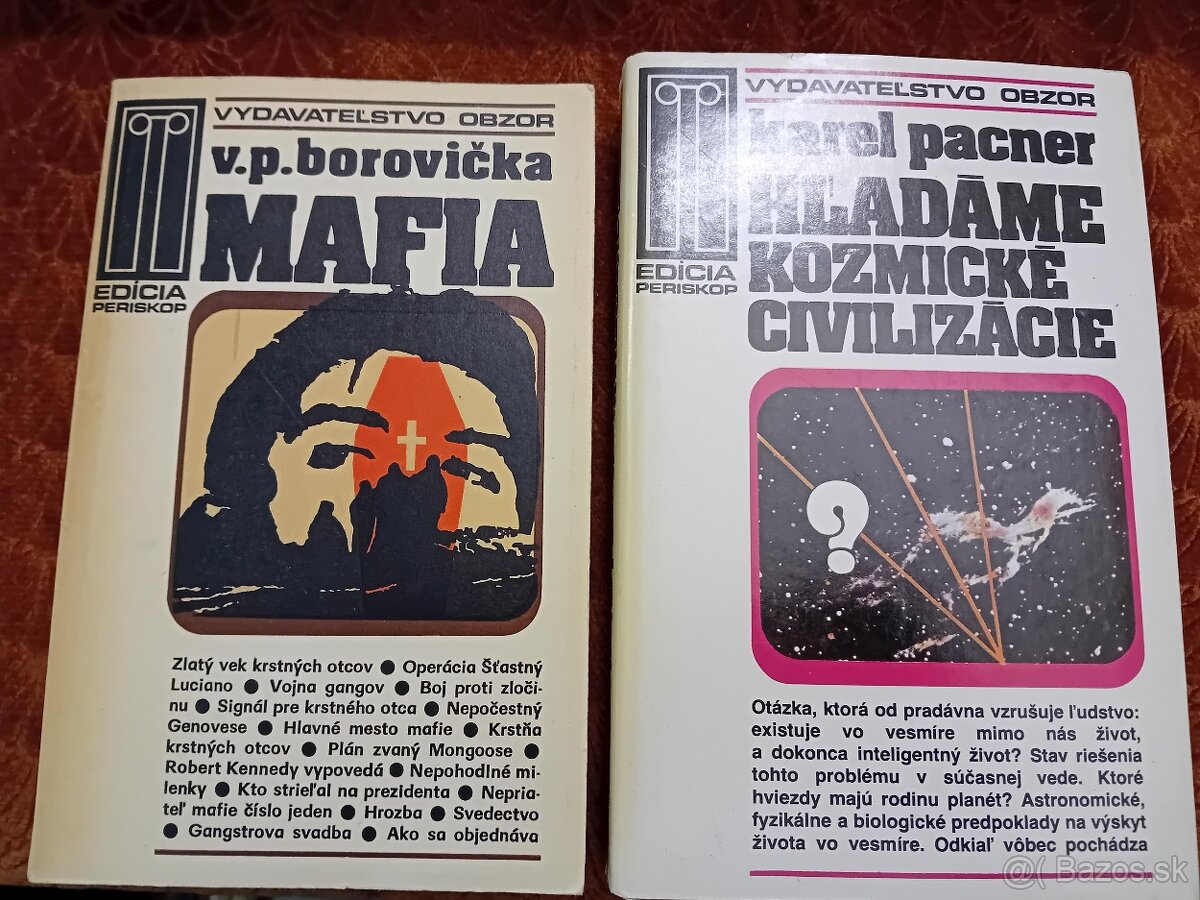 VYDAVATEĽSTVO OBZOR
v.p.borovička
MAFIA
EDÍCIA
PERISKOP
Zlatý vek krstných otcov ● Operácia Šťastný
Luciano ● Vojna gangov ● Boj proti zloči-
nu ● Signál pre krstného otca ● Nepočestný
Genovese ● Hlavné mesto mafie ● Krstňa
krstných otcov ● Plán zvaný Mongoose ●
Robert Kennedy vypovedá ● Nepohodlné mi-
lenky ● Kto strieľal na prezidenta ● Nepria-
teľ mafie číslo jeden ● Hrozba ● Svedectvo
● Gangstrova svadba ● Ako sa objednáva
VYDAVATEĽSTVO OBZOR
karel pacner
HĽADÁME
KOZMICKÉ
CIVILIZÁCIE
EDÍCIA
PERISKOP
?
Otázka, ktorá od pradávna vzrušuje ľudstvo:
existuje vo vesmíre mimo nás život,
a dokonca inteligentný život? Stav riešenia
tohto problému v súčasnej vede. Ktoré
hviezdy majú rodinu planét? Astronomické,
fyzikálne a biologické predpoklady na výskyt
života vo vesmíre. Odkiaľ vôbec pochádza
@( Bazos.sk